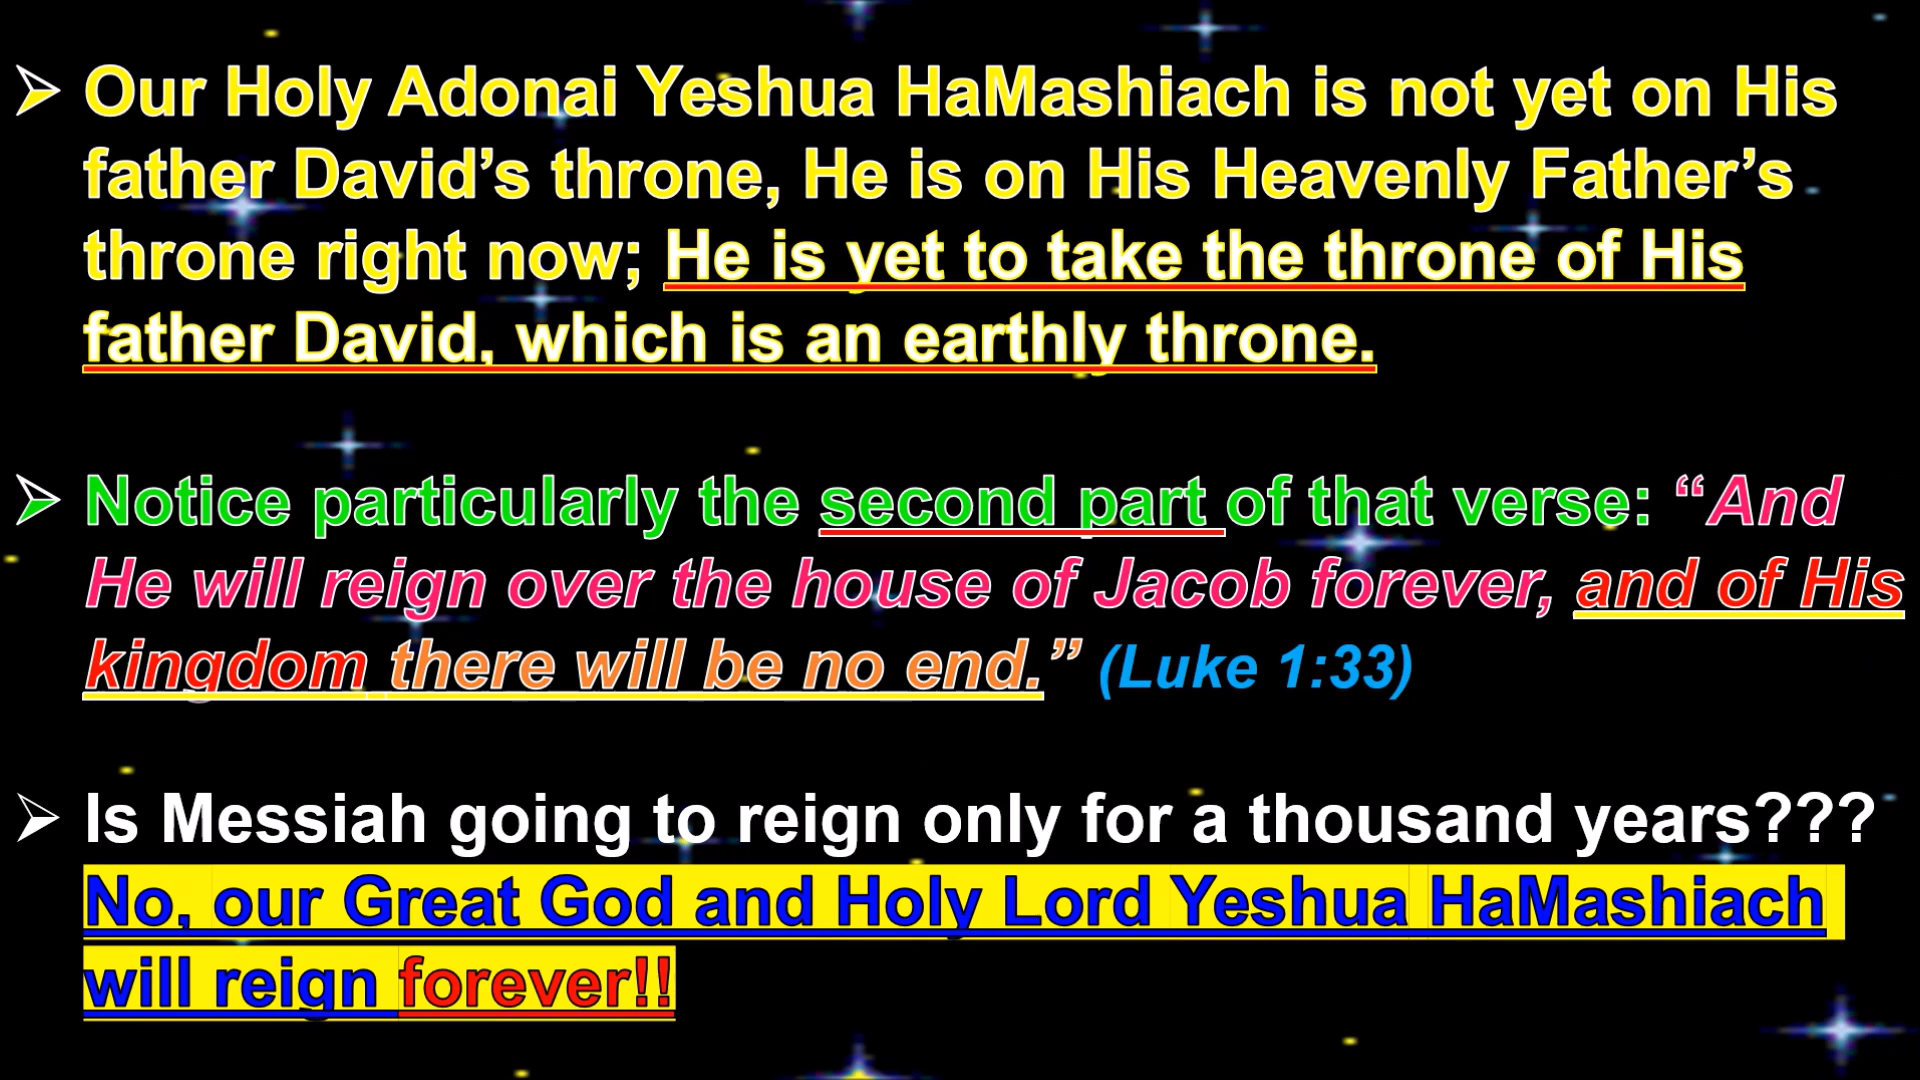 ➢ Our Holy Adonai Yeshua HaMashiach is not yet on His
father David’s throne, He is on His Heavenly Father’s
throne right now; He is yet to take the throne of His
father David, which is an earthly throne.
➢ Notice particularly the second part of that verse: “And
He will reign over the house of Jacob forever, and of His
kingdom there will be no end.” (Luke 1:33)
➢ Is Messiah going to reign only for a thousand years???
No, our Great God and Holy Lord Yeshua HaMashiach
will reign forever!!